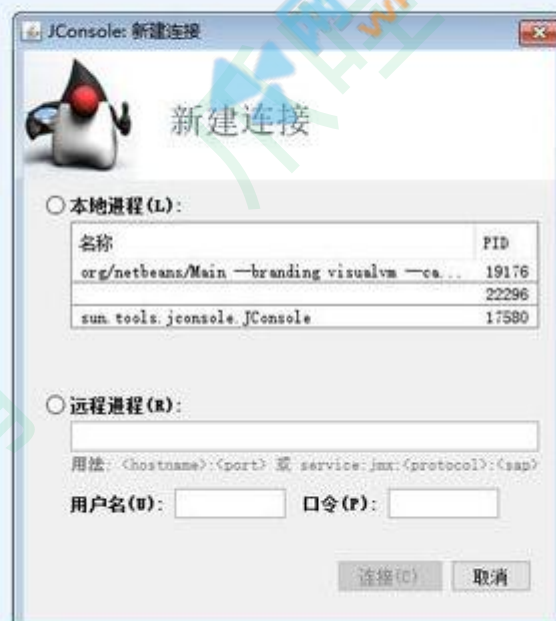 JConsole: 新建连接
新建连接
本地进程(L):
名称 PID
org/netbeans/Main —branding visualvm —ca... 19176
22296
sun.tools.jconsole.JConsole 17580
远程进程(R):
用法: <hostname>:<port> 或 service:jmx:<protocol>:<sap>
用户名(U): 口令(P):
连接(C) 取消